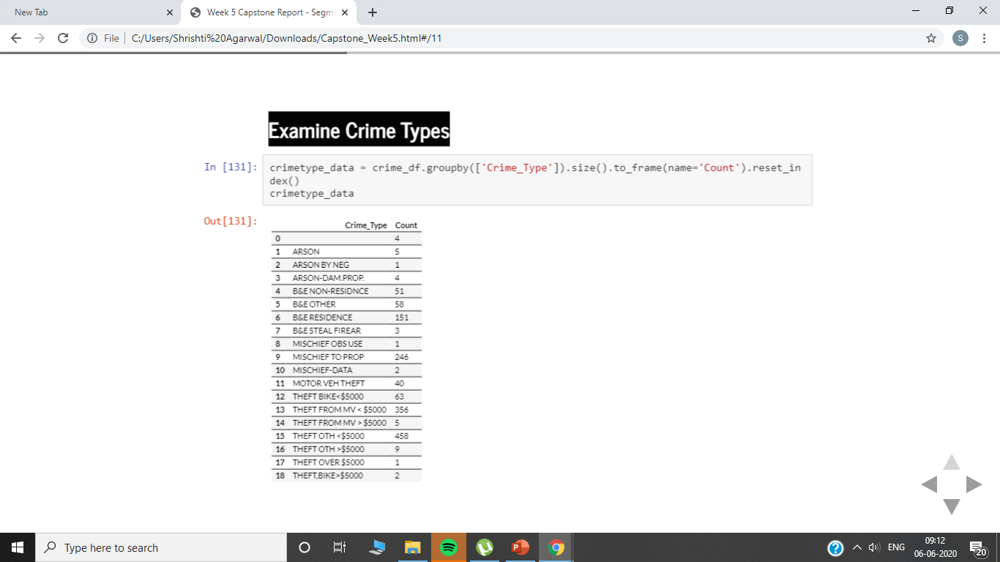 New Tab
Week 5 Capstone Report - Segm
File C:/Users/Shrishti%20Agarwal/Downloads/Capstone_Week5.html#/11
S
Examine Crime Types
In [131]: crimetype_data = crime_df.groupby(['Crime_Type']).size().to_frame(name='Count').reset_in
dex()
crimetype_data
Out[131]:
Crime_Type Count
0 4
1 ARSON 5
2 ARSON BY NEG 1
3 ARSON-DAM.PROP. 4
4 B&E NON-RESIDNCE 51
5 B&E OTHER 58
6 B&E RESIDENCE 151
7 B&E STEAL FIREAR 3
8 MISCHIEF OBS USE 1
9 MISCHIEF TO PROP 246
10 MISCHIEF-DATA 2
11 MOTOR VEH THEFT 40
12 THEFT BIKE<$5000 63
13 THEFT FROM MV < $5000 356
14 THEFT FROM MV > $5000 5
15 THEFT OTH <$5000 458
16 THEFT OTH >$5000 9
17 THEFT OVER $5000 1
18 THEFT,BIKE>$5000 2
Type here to search
ENG
09:12
06-06-2020
20